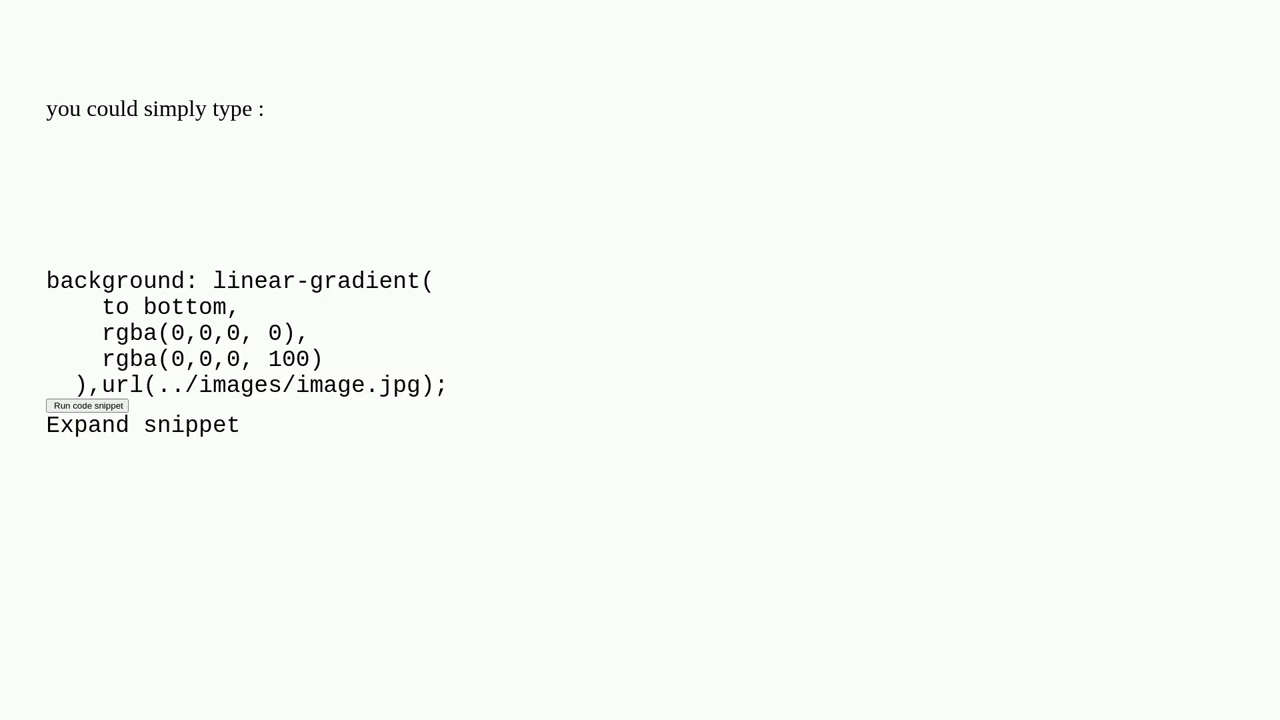 you could simply type :
background: linear-gradient(
    to bottom,
    rgba(0,0,0, 0),
    rgba(0,0,0, 100)
  ),url(../images/image.jpg);
Run code snippet
Expand snippet